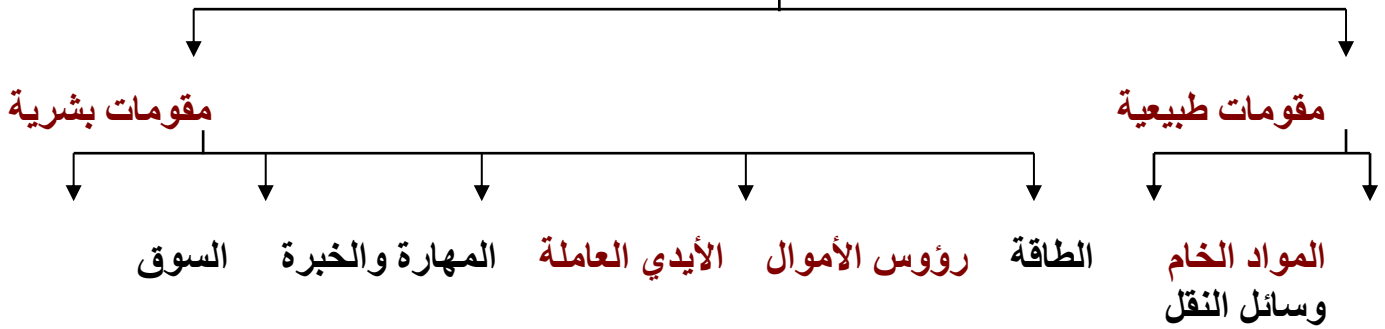 مقومات طبيعية مقومات بشرية
المواد الخام الطاقة رؤوس الأموال الأيدي العاملة المهارة والخبرة السوق
وسائل النقل